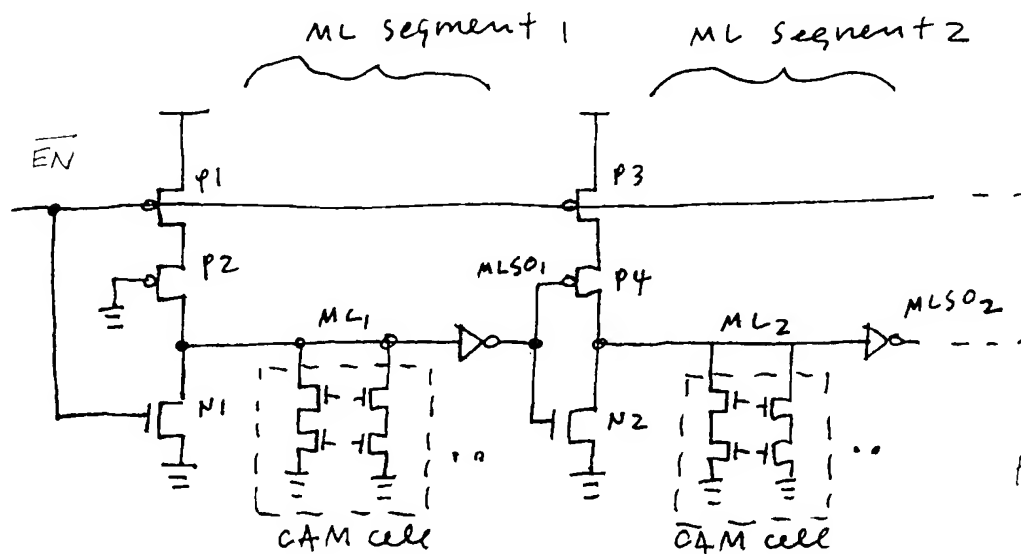 ML segment 1
ML segment 2
EN
P1
P3
P2
MLSO1
P4
ML1
ML2
MLSO2
N1
N2
CAM cell
CAM cell